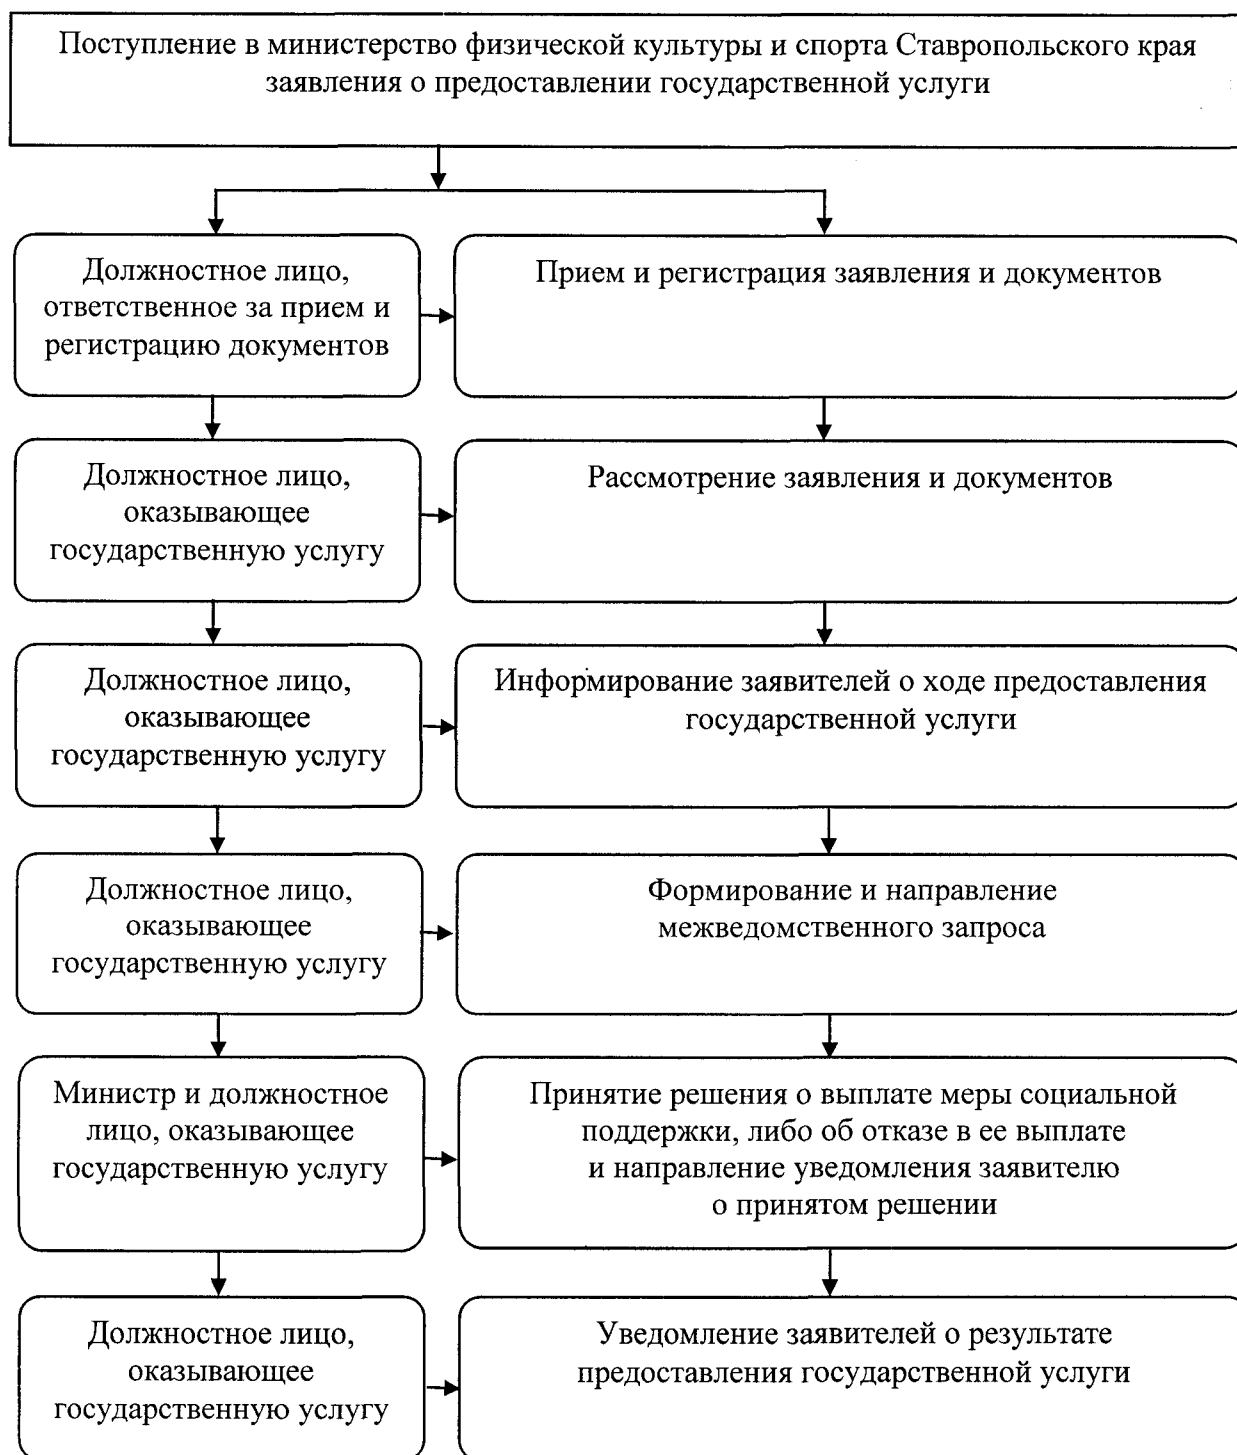 Поступление в министерство физической культуры и спорта Ставропольского края
заявления о предоставлении государственной услуги
Должностное лицо,
ответственное за прием и
регистрацию документов
Прием и регистрация заявления и документов
Должностное лицо,
оказывающее
государственную услугу
Рассмотрение заявления и документов
Должностное лицо,
оказывающее
государственную услугу
Информирование заявителей о ходе предоставления
государственной услуги
Должностное лицо,
оказывающее
государственную услугу
Формирование и направление
межведомственного запроса
Министр и должностное
лицо, оказывающее
государственную услугу
Принятие решения о выплате меры социальной
поддержки, либо об отказе в ее выплате
и направление уведомления заявителю
о принятом решении
Должностное лицо,
оказывающее
государственную услугу
Уведомление заявителей о результате
предоставления государственной услуги